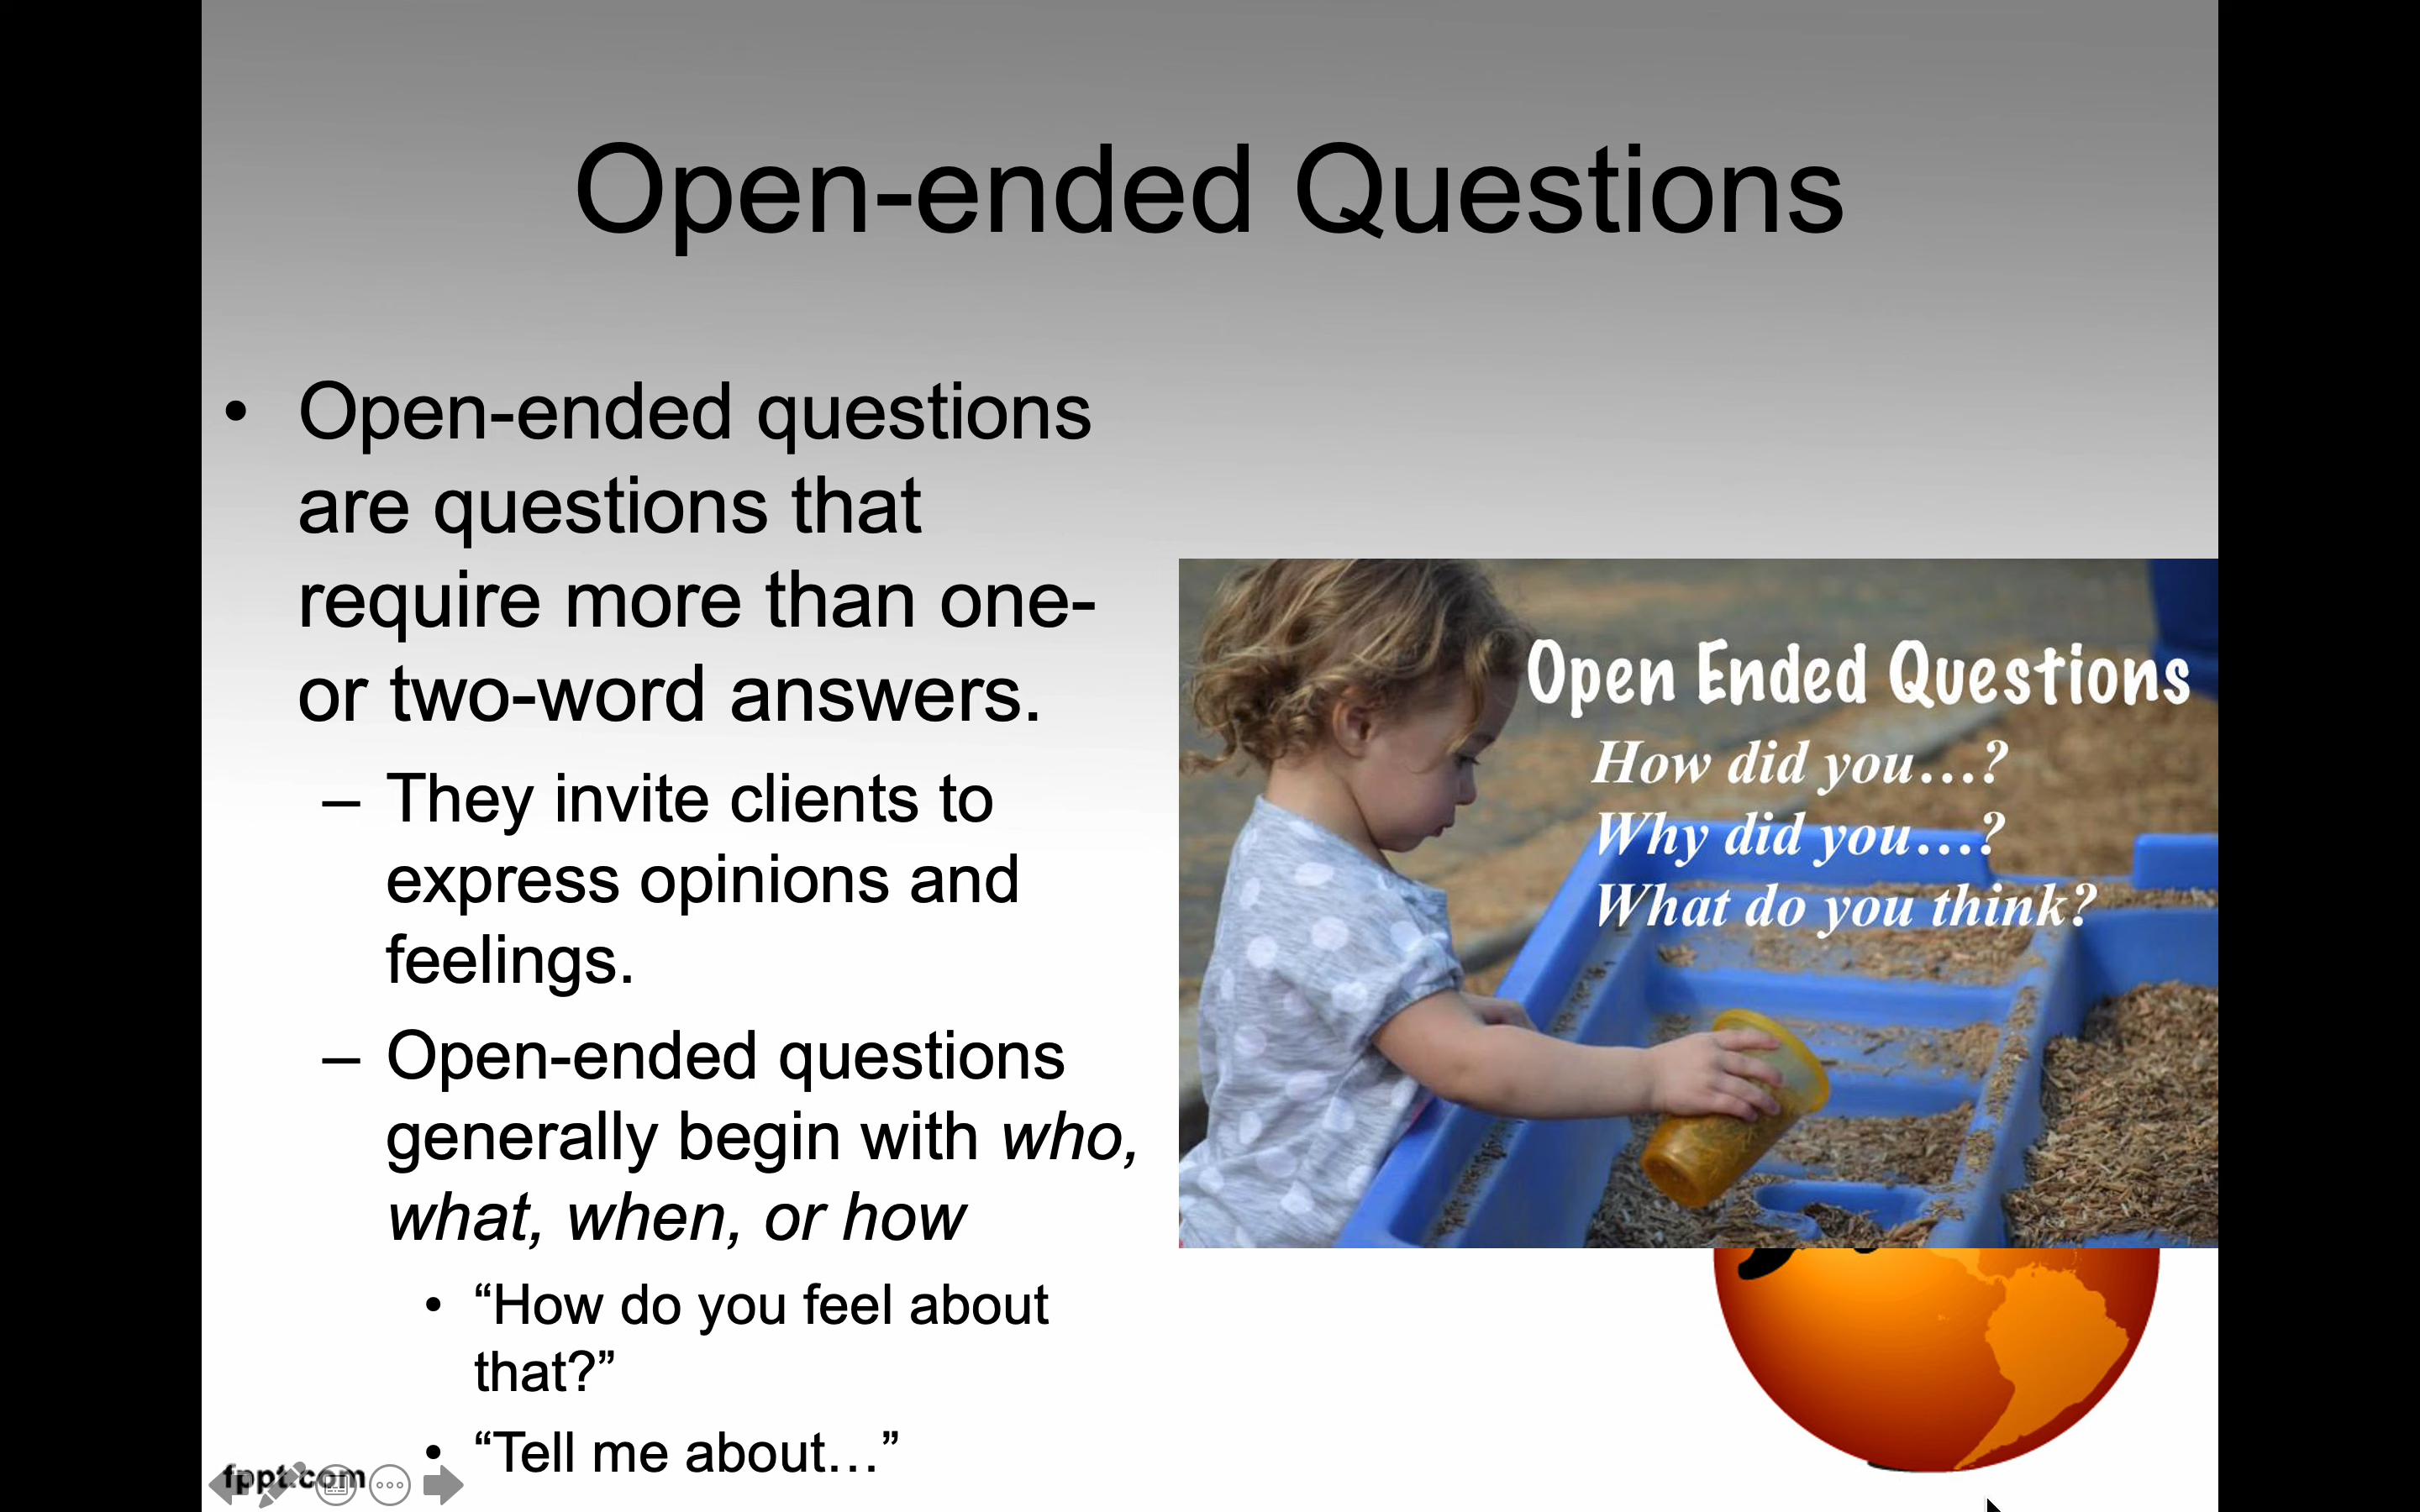 Open-ended Questions
• Open-ended questions
are questions that
require more than one-
or two-word answers.
– They invite clients to
express opinions and
feelings.
– Open-ended questions
generally begin with who,
what, when, or how
• “How do you feel about
that?”
• “Tell me about…”
Open Ended Questions
How did you…?
Why did you…?
What do you think?
fppt.com